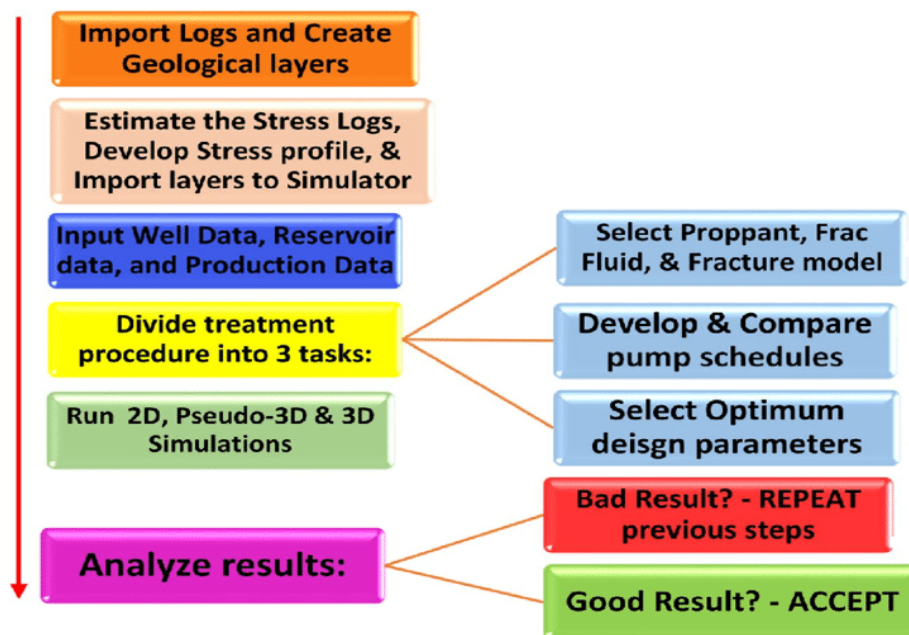 Import Logs and Create
Geological layers
Estimate the Stress Logs,
Develop Stress profile, &
Import layers to Simulator
Input Well Data, Reservoir
data, and Production Data
Divide treatment
procedure into 3 tasks:
Select Proppant, Frac
Fluid, & Fracture model
Develop & Compare
pump schedules
Select Optimum
deisgn parameters
Run 2D, Pseudo-3D & 3D
Simulations
Analyze results:
Bad Result? - REPEAT
previous steps
Good Result? - ACCEPT